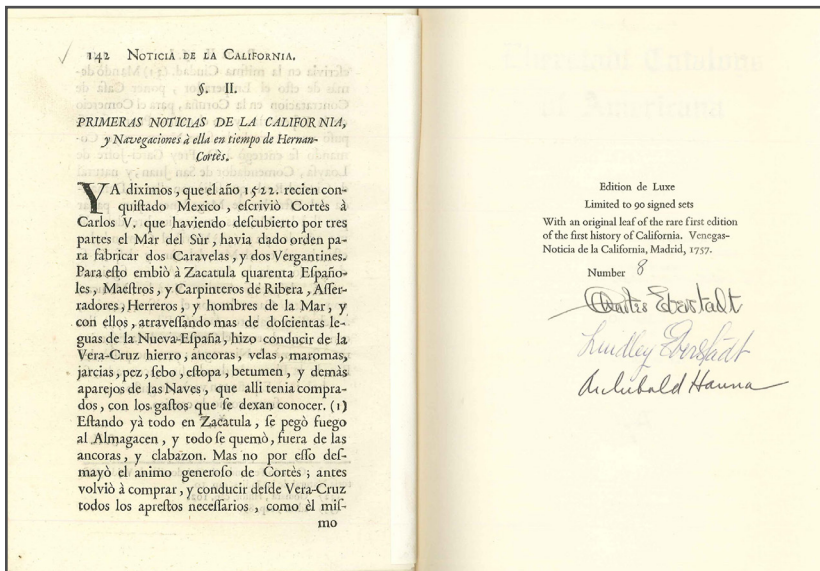 142 NOTICIA DE LA CALIFORNIA.
§. II.
PRIMERAS NOTICIAS DE LA CALIFORNIA,
y Navegaciones à ella en tiempo de Hernan-
Cortès.
YA diximos, que el año 1522. recien con-
quiſtado Mexico, eſcriviò Cortès à
Carlos V. que haviendo deſcubierto por tres
partes el Mar del Sùr, havia dado orden pa-
ra fabricar dos Caravelas, y dos Vergantines.
Para eſto embiò à Zacatula quarenta Eſpaño-
les, Maeſtros, y Carpinteros de Ribera, Aſſer-
radores, Herreros, y hombres de la Mar, y
con ellos, atraveſſando mas de doſcientas le-
guas de la Nueva-Eſpaña, hizo conducir de la
Vera-Cruz hierro, ancoras, velas, maromas,
jarcias, pez, ſebo, eſtopa, betumen, y demàs
aparejos de las Naves, que alli tenia compra-
dos, con los gaſtos que ſe dexan conocer. (1)
Eſtando yà todo en Zacatula, ſe pegò fuego
al Almagacen, y todo ſe quemò, fuera de las
ancoras, y clabazon. Mas no por eſſo deſ-
mayò el animo generoſo de Cortès; antes
volviò à comprar, y conducir deſde Vera-Cruz
todos los apreſtos neceſſarios, como èl miſ-
mo
Edition de Luxe
Limited to 90 signed sets
With an original leaf of the rare first edition
of the first history of California. Venegas-
Noticia de la California, Madrid, 1757.
Number 8
Charles Eberstadt
Lindley Eberstadt
Archibald Hanna